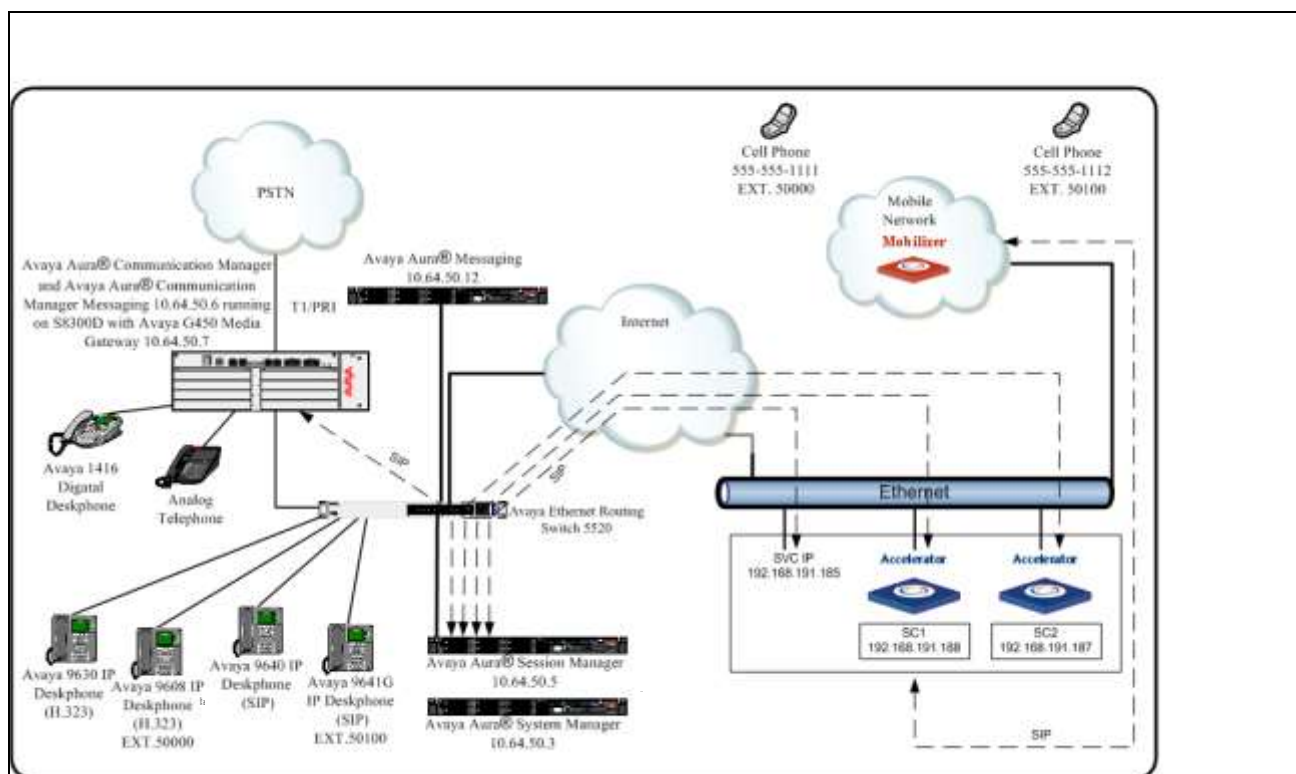 Cell Phone
555-555-1111
EXT. 50000
Cell Phone
555-555-1112
EXT. 50100
PSTN
Mobile
Network
Mobilizer
Avaya Aura® Communication Manager
and Avaya Aura® Communication
Manager Messaging 10.64.50.6 running
on S8300D with Avaya G450 Media
Gateway 10.64.50.7
T1/PRI
Avaya Aura® Messaging
10.64.50.12
Internet
AVAYA
SIP
SIP
Avaya 1416
Digatal
Deskphone
Analog
Telephone
Avaya Ethernet Routing
Switch 5520
Ethernet
SVC IP
192.168.191.185
Accelerator
Accelerator
SC1
192.168.191.188
SC2
192.168.191.187
Avaya 9630 IP
Deskphone
(H.323)
Avaya 9608 IP
Deskphone
(H.323)
EXT.50000
Avaya 9640 IP
Deskphone
(SIP)
Avaya 9641G
IP Deskphone
(SIP)
EXT.50100
Avaya Aura® Session Manager
10.64.50.5
Avaya Aura® System Manager
10.64.50.3
SIP